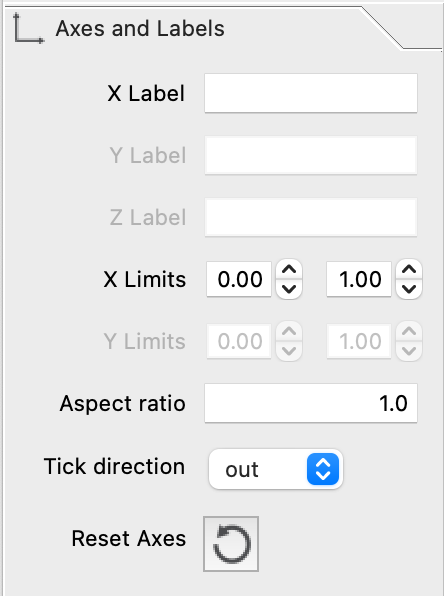 Axes and Labels
X Label
Y Label
Z Label
X Limits 0.00 1.00
Y Limits 0.00 1.00
Aspect ratio 1.0
Tick direction out
Reset Axes